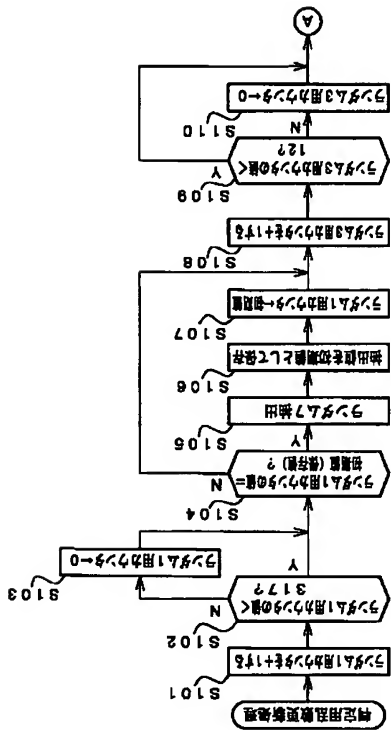 判定用乱数更新処理
S101
ランダム1用カウンタを+1する
S102
ランダム1用カウンタの値<
317?
N
Y
S103
ランダム1用カウンタ←0
S104
ランダム1用カウンタの値=
初期値(保存値)
?
N
Y
S105
ランダム7抽出
S106
抽出値を初期値として保存
S107
ランダム1用カウンタ←初期値
S108
ランダム3用カウンタを+1する
S109
ランダム3用カウンタの値<
12?
Y
N
S110
ランダム3用カウンタ←0
A